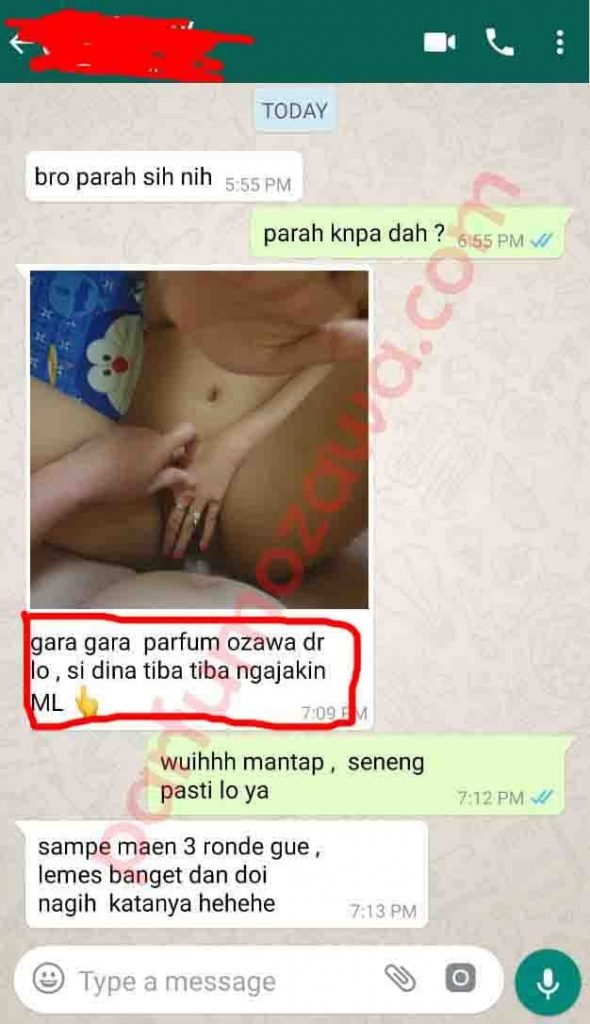 TODAY
bro parah sih nih 5:55 PM
parah knpa dah ? 6:55 PM
gara gara parfum ozawa dr
lo , si dina tiba tiba ngajakin
ML 👆
7:09 PM
wuihhh mantap , seneng
pasti lo ya
7:12 PM
sampe maen 3 ronde gue ,
lemes banget dan doi
nagih katanya hehehe
7:13 PM
Type a message
parfumozawa.com